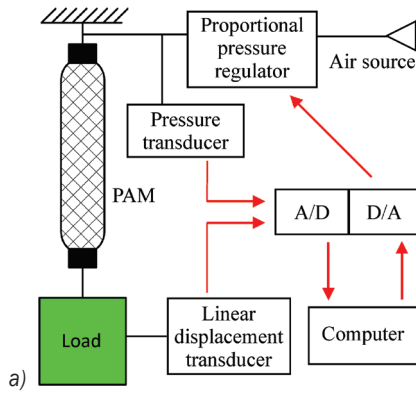 Proportional
pressure
regulator
Air source
Pressure
transducer
PAM
A/D
D/A
Load
Linear
displacement
transducer
Computer
a)